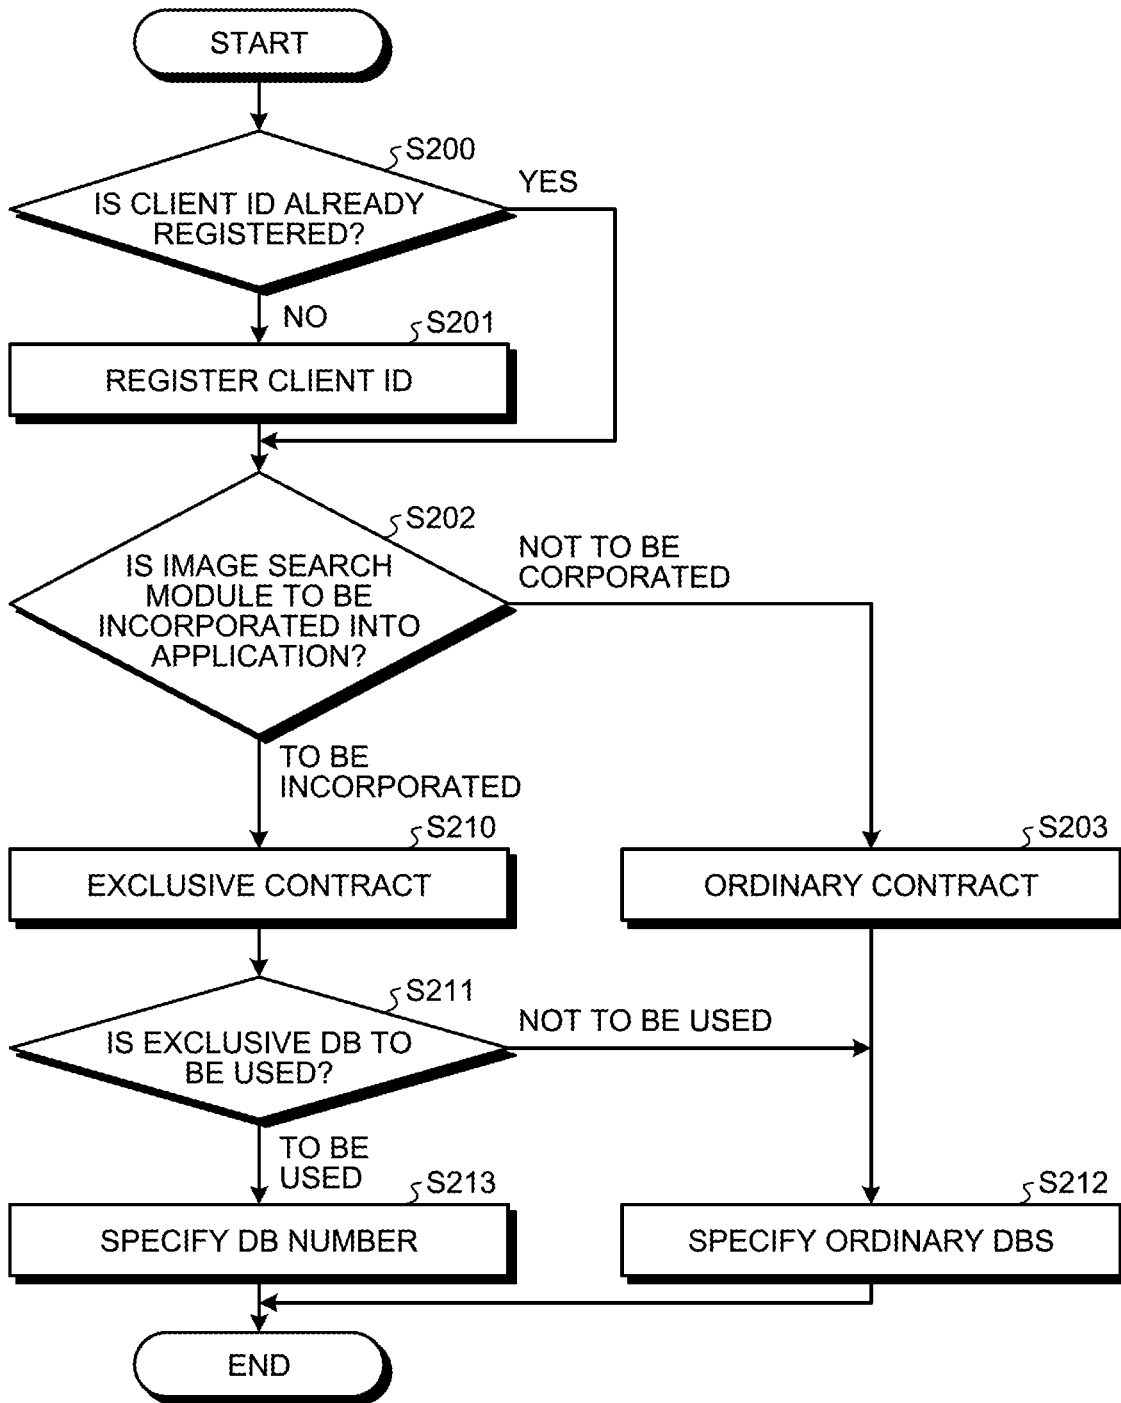 START
S200
IS CLIENT ID ALREADY
REGISTERED?
YES
NO
S201
REGISTER CLIENT ID
S202
IS IMAGE SEARCH
MODULE TO BE
INCORPORATED INTO
APPLICATION?
NOT TO BE
CORPORATED
TO BE
INCORPORATED
S210
EXCLUSIVE CONTRACT
S203
ORDINARY CONTRACT
S211
IS EXCLUSIVE DB TO
BE USED?
NOT TO BE USED
TO BE
USED
S213
SPECIFY DB NUMBER
S212
SPECIFY ORDINARY DBS
END